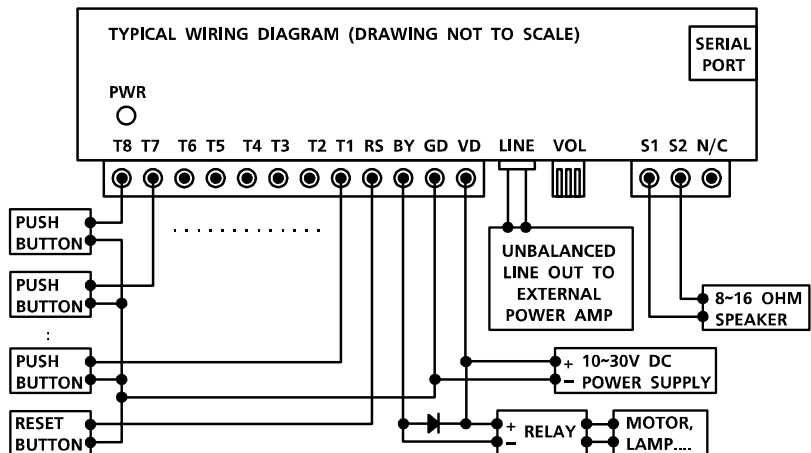 TYPICAL WIRING DIAGRAM (DRAWING NOT TO SCALE)
SERIAL
PORT
PWR
T8 T7 T6 T5 T4 T3 T2 T1 RS BY GD VD LINE VOL S1 S2 N/C
PUSH
BUTTON
PUSH
BUTTON
:
PUSH
BUTTON
RESET
BUTTON
. . . . . . . . . . . . . .
UNBALANCED
LINE OUT TO
EXTERNAL
POWER AMP
8~16 OHM
SPEAKER
+ 10~30V DC
− POWER SUPPLY
+
−
RELAY
MOTOR,
LAMP....